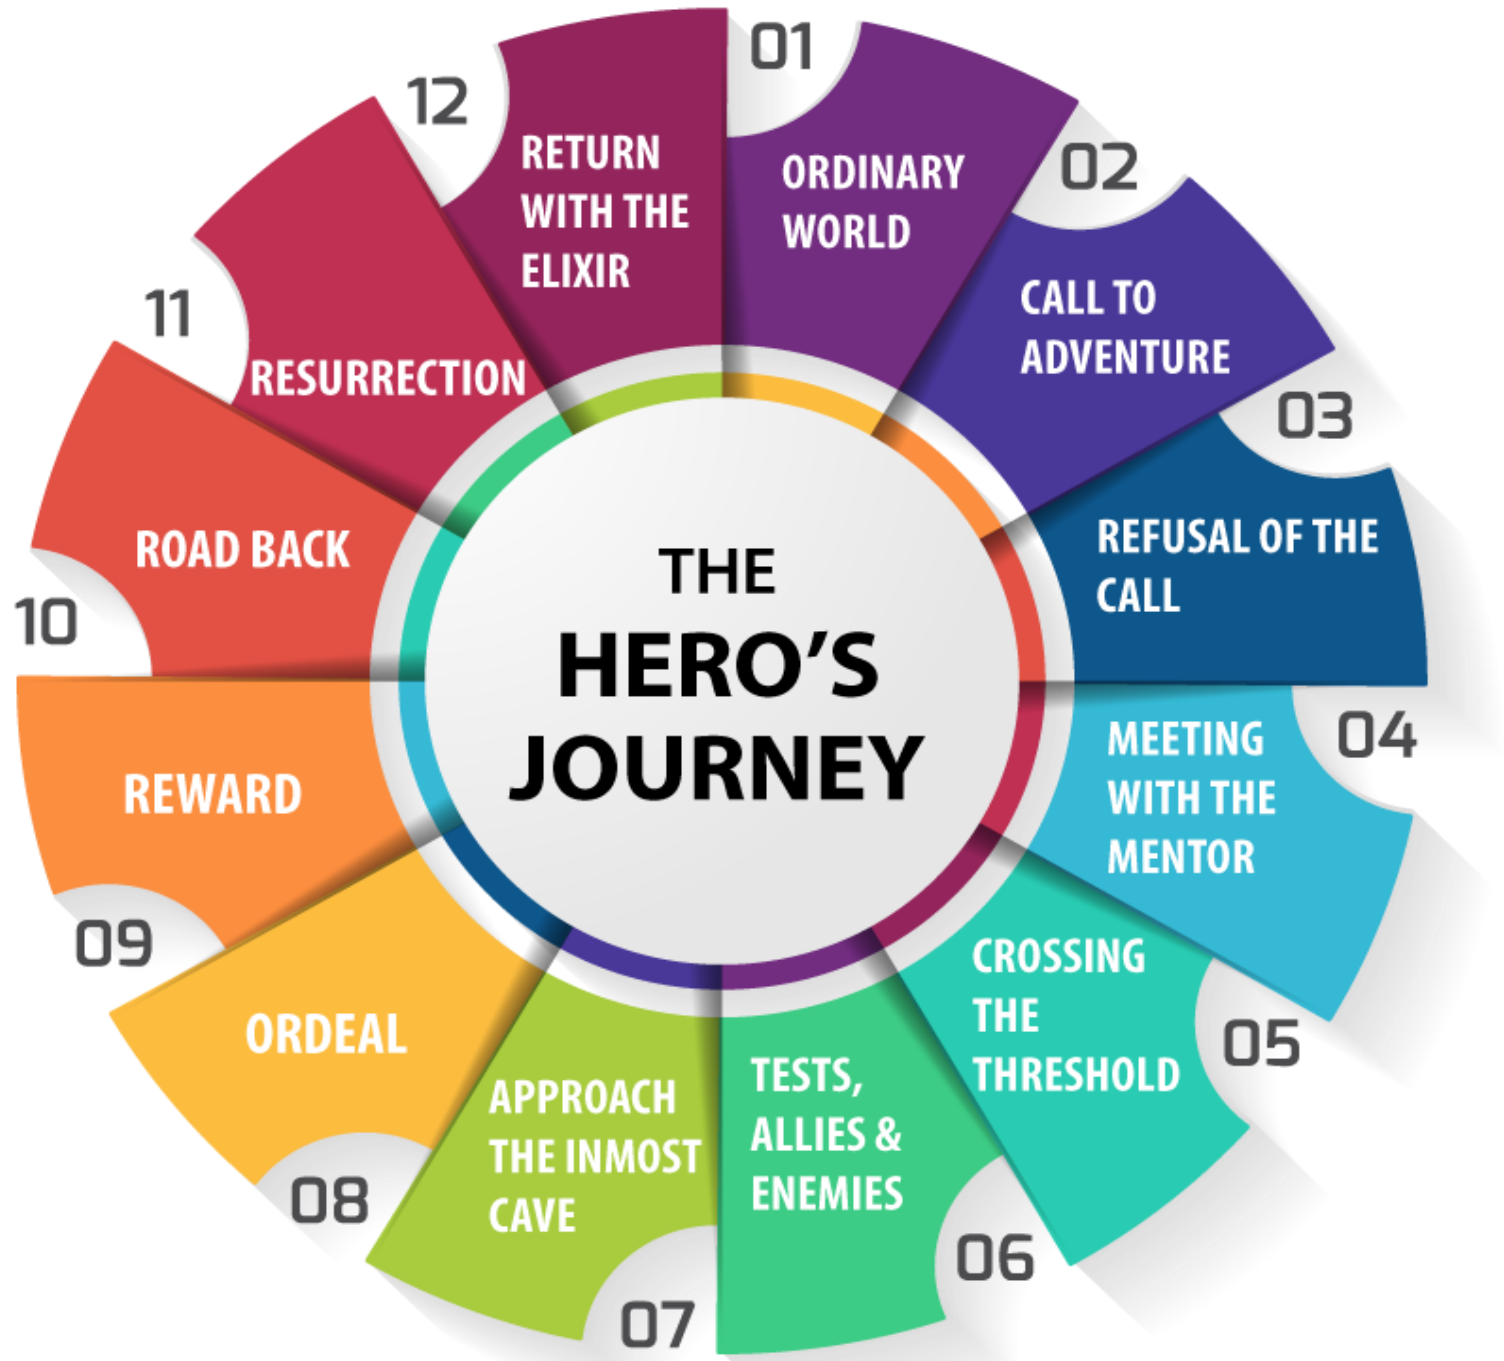 THE
HERO'S
JOURNEY
01
ORDINARY
WORLD
02
CALL TO
ADVENTURE
03
REFUSAL OF THE
CALL
04
MEETING
WITH THE
MENTOR
05
CROSSING
THE
THRESHOLD
06
TESTS,
ALLIES &
ENEMIES
07
APPROACH
THE INMOST
CAVE
08
ORDEAL
09
REWARD
10
ROAD BACK
11
RESURRECTION
12
RETURN
WITH THE
ELIXIR